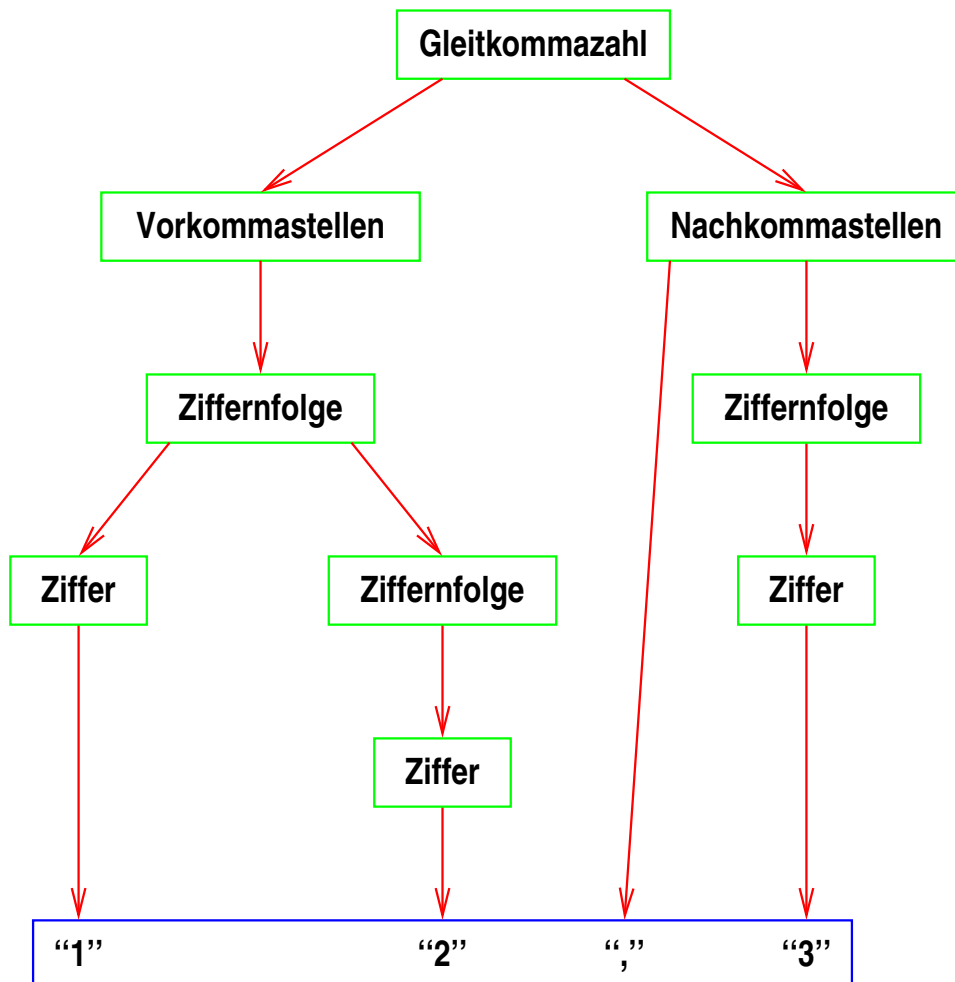 Gleitkommazahl
Vorkommastellen Nachkommastellen
Ziffernfolge Ziffernfolge
Ziffer Ziffernfolge Ziffer
Ziffer
“1” “2” “,” “3”